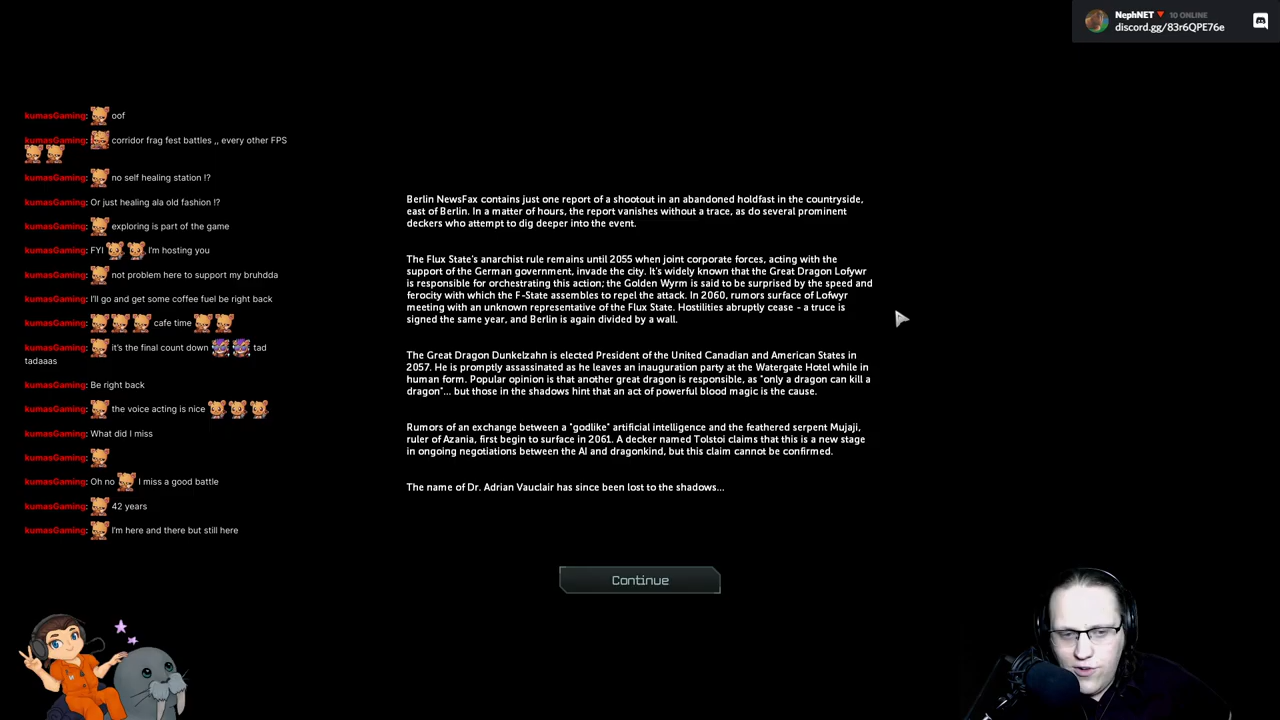 NephNET 10 ONLINE
discord.gg/83r6QPE76e
kumasGaming: oof
kumasGaming: corridor frag fest battles ,, every other FPS
kumasGaming: no self healing station !?
kumasGaming: Or just healing ala old fashion !?
kumasGaming: exploring is part of the game
kumasGaming: FYI I'm hosting you
kumasGaming: not problem here to support my bruhdda
kumasGaming: I'll go and get some coffee fuel be right back
kumasGaming: cafe time
kumasGaming: it's the final count down tad
tadaaas
kumasGaming: Be right back
kumasGaming: the voice acting is nice
kumasGaming: What did I miss
kumasGaming:
kumasGaming: Oh no I miss a good battle
kumasGaming: 42 years
kumasGaming: I'm here and there but still here
Berlin NewsFax contains just one report of a shootout in an abandoned holdfast in the countryside,
east of Berlin. In a matter of hours, the report vanishes without a trace, as do several prominent
deckers who attempt to dig deeper into the event.
The Flux State's anarchist rule remains until 2055 when joint corporate forces, acting with the
support of the German government, invade the city. It's widely known that the Great Dragon Lofywr
is responsible for orchestrating this action; the Golden Wyrm is said to be surprised by the speed and
ferocity with which the F-State assembles to repel the attack. In 2060, rumors surface of Lofwyr
meeting with an unknown representative of the Flux State. Hostilities abruptly cease - a truce is
signed the same year, and Berlin is again divided by a wall.
The Great Dragon Dunkelzahn is elected President of the United Canadian and American States in
2057. He is promptly assassinated as he leaves an inauguration party at the Watergate Hotel while in
human form. Popular opinion is that another great dragon is responsible, as "only a dragon can kill a
dragon"... but those in the shadows hint that an act of powerful blood magic is the cause.
Rumors of an exchange between a "godlike" artificial intelligence and the feathered serpent Mujaji,
ruler of Azania, first begin to surface in 2061. A decker named Tolstoi claims that this is a new stage
in ongoing negotiations between the AI and dragonkind, but this claim cannot be confirmed.
The name of Dr. Adrian Vauclair has since been lost to the shadows...
Continue